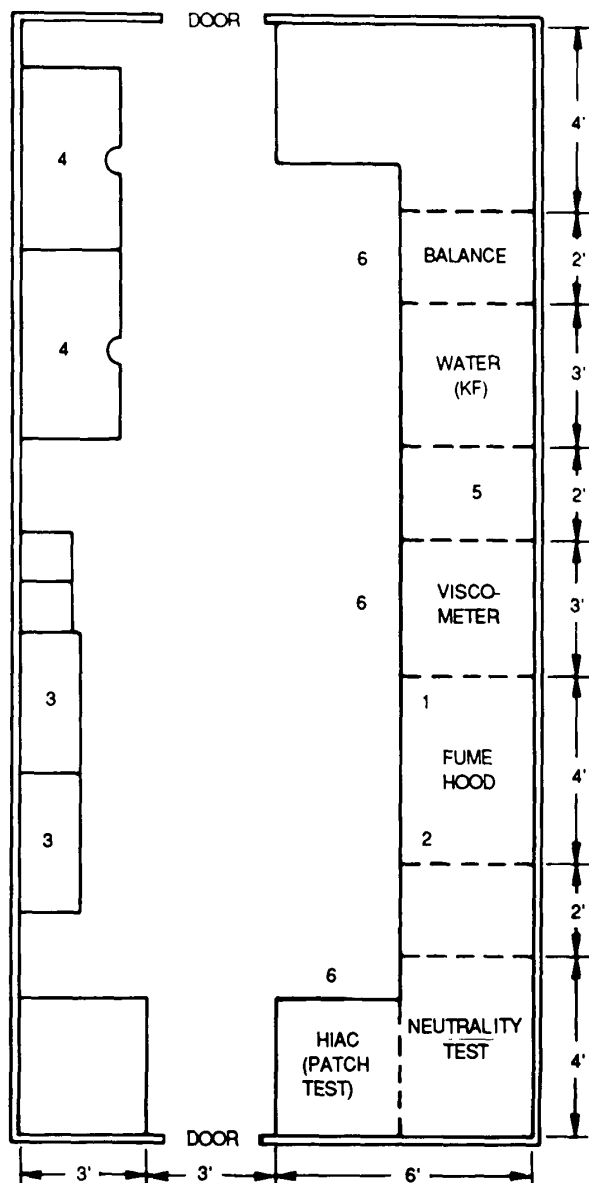 DOOR
4'
4
6
BALANCE
2'
4
WATER
(KF)
3'
5
2'
6
VISCO-
METER
3'
3
1
FUME
HOOD
4'
3
2
2'
6
HIAC
(PATCH
TEST)
NEUTRALITY
TEST
4'
DOOR
3'
3'
6'